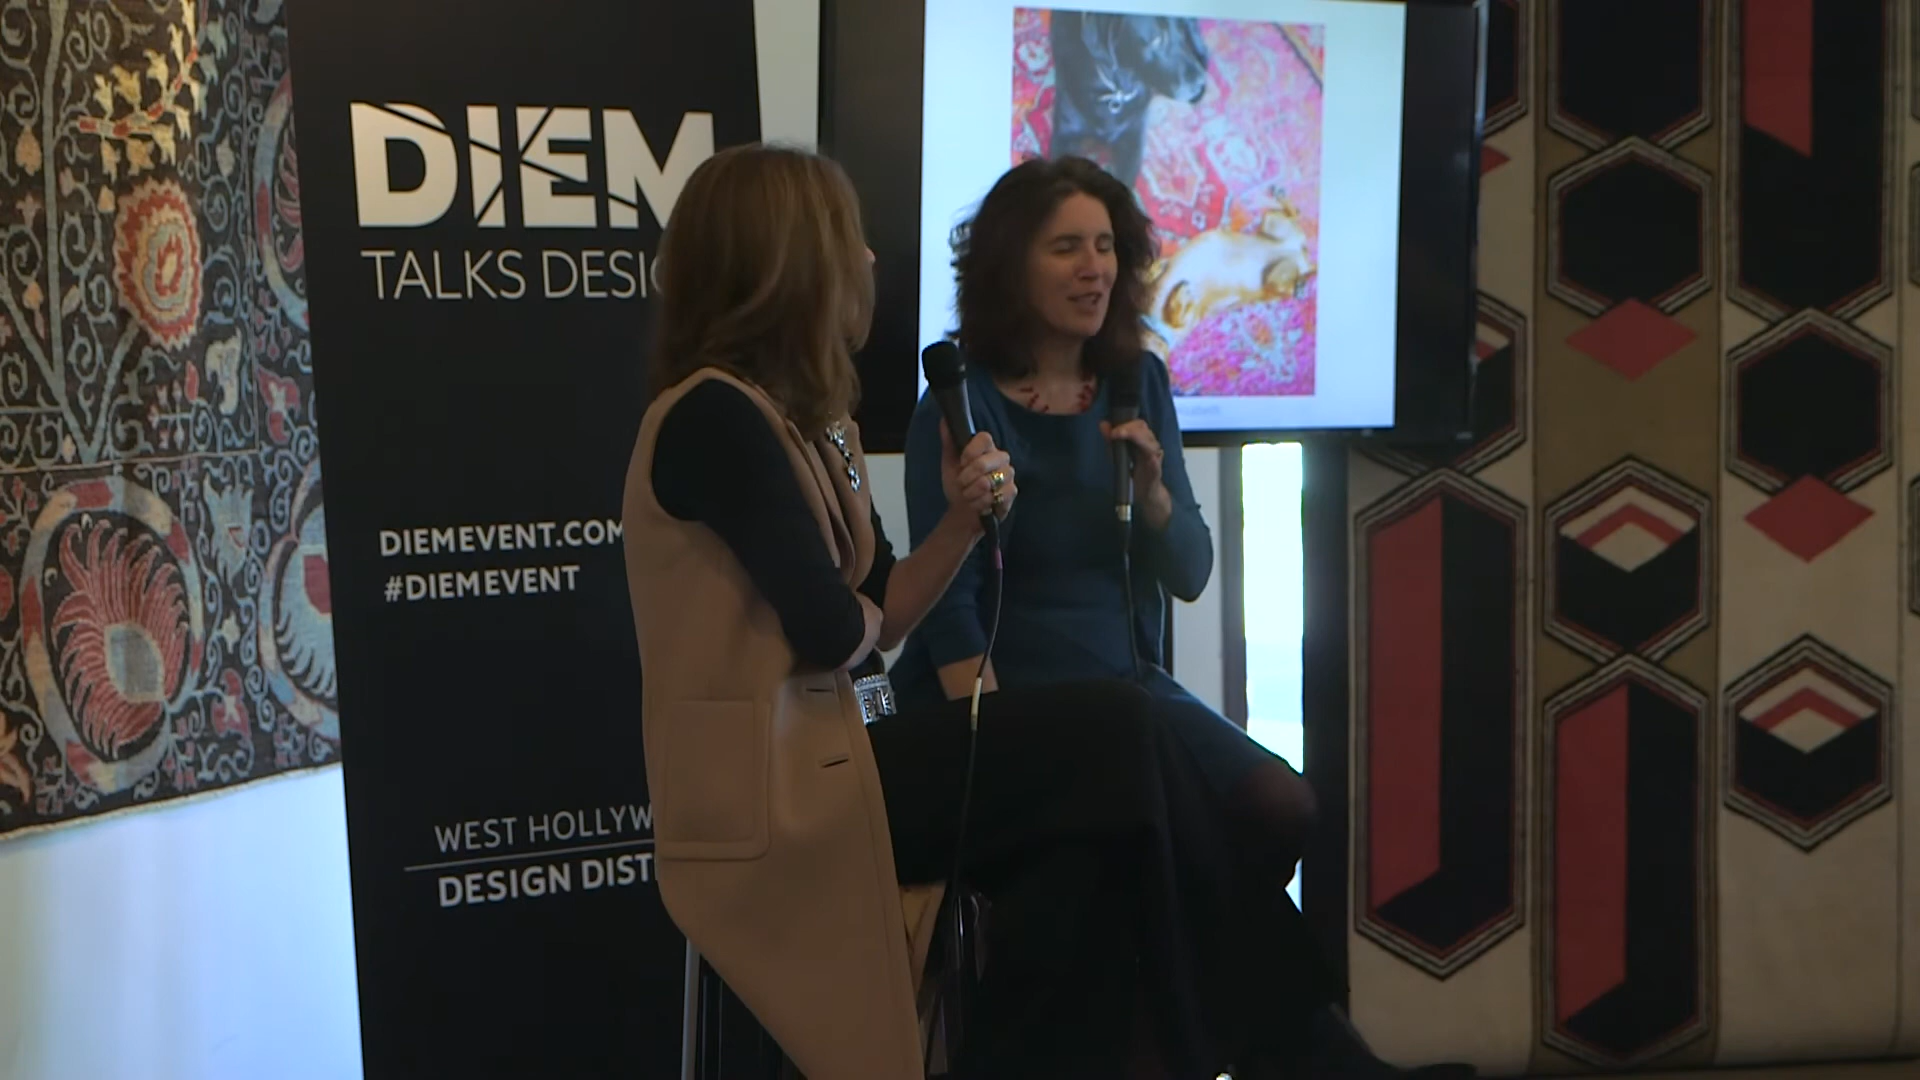 DIEM
TALKS DESIG
DIEMEVENT.COM
#DIEMEVENT
WEST HOLLYW
DESIGN DIST